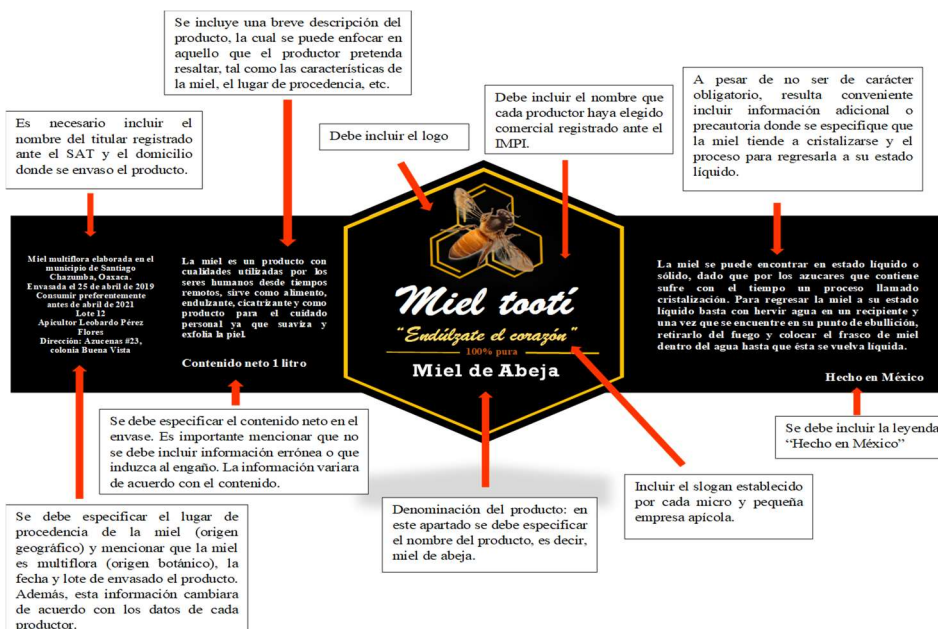 Se incluye una breve descripción del
producto, la cual se puede enfocar en
aquello que el productor pretenda
resaltar, tal como las características de
la miel, el lugar de procedencia, etc.
Es necesario incluir el
nombre del titular registrado
ante el SAT y el domicilio
donde se envaso el producto.
Debe incluir el logo
Debe incluir el nombre que
cada productor haya elegido
comercial registrado ante el
IMPI.
A pesar de no ser de carácter
obligatorio, resulta conveniente
incluir información adicional o
precautoria donde se especifique que
la miel tiende a cristalizarse y el
proceso para regresarla a su estado
líquido.
Miel multiflora elaborada en el
municipio de Santiago
Chazumba, Oaxaca.
Envasada el 25 de abril de 2019
Consumir preferentemente
antes de abril de 2021
Lote 12
Apicultor Leobardo Pérez
Flores
Dirección: Azucenas #23,
colonia Buena Vista
La miel es un producto con
cualidades utilizadas por los
seres humanos desde tiempos
remotos, sirve como alimento,
endulzante, cicatrizante y como
producto para el cuidado
personal ya que suaviza y
exfolia la piel.
Contenido neto 1 litro
Miel tootí
"Endúlzate el corazón"
100% pura
Miel de Abeja
La miel se puede encontrar en estado líquido o
sólido, dado que por los azucares que contiene
sufre con el tiempo un proceso llamado
cristalización. Para regresar la miel a su estado
líquido basta con hervir agua en un recipiente y
una vez que se encuentre en su punto de ebullición,
retirarlo del fuego y colocar el frasco de miel
dentro del agua hasta que ésta se vuelva líquida.
Hecho en México
Se debe especificar el contenido neto en el
envase. Es importante mencionar que no
se debe incluir información errónea o que
induzca al engaño. La información variara
de acuerdo con el contenido.
Se debe incluir la leyenda
"Hecho en México"
Se debe especificar el lugar de
procedencia de la miel (origen
geográfico) y mencionar que la miel
es multiflora (origen botánico), la
fecha y lote de envasado el producto.
Además, esta información cambiara
de acuerdo con los datos de cada
productor.
Denominación del producto: en
este apartado se debe especificar
el nombre del producto, es decir,
miel de abeja.
Incluir el slogan establecido
por cada micro y pequeña
empresa apícola.